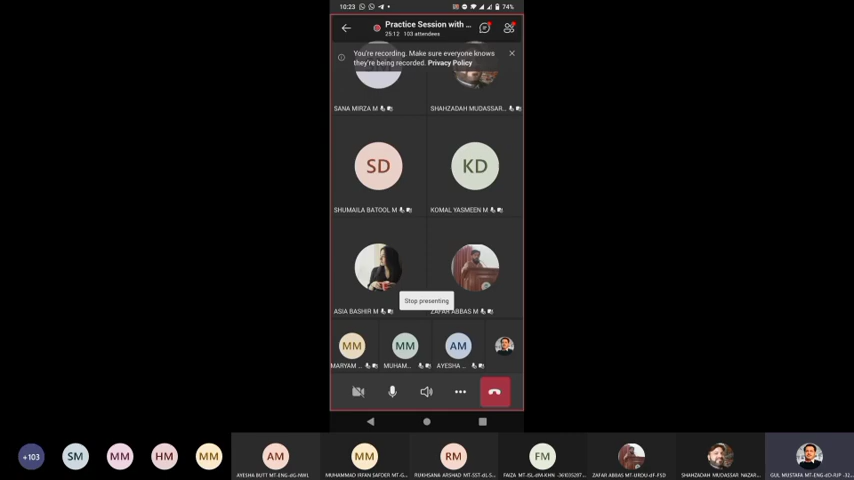 10:23 74%
Practice Session with ...
25:12 103 attendees
You're recording. Make sure everyone knows
they're being recorded. Privacy Policy
SANA MIRZA M SHAHZADAH MUDASSAR...
SD KD
SHUMAILA BATOOL M KOMAL YASMEEN M
Stop presenting
ASIA BASHIR M ZAFAR ABBAS M
MM MM AM
MARYAM ... MUHAM... AYESHA ...
+103 SM MM HM MM AM MM RM FM
AYESHA BUTT MT-ENG- MUHAMMAD IRFAN SAFDER MT-G... RUKHSANA ARSHAD MT-SST- FAIZA MT-ISL- ZAFAR ABBAS MT-URDU-dF-FSD SHAHZADAH MUDASSAR NAZAR... GUL MUSTAFA MT-ENG-